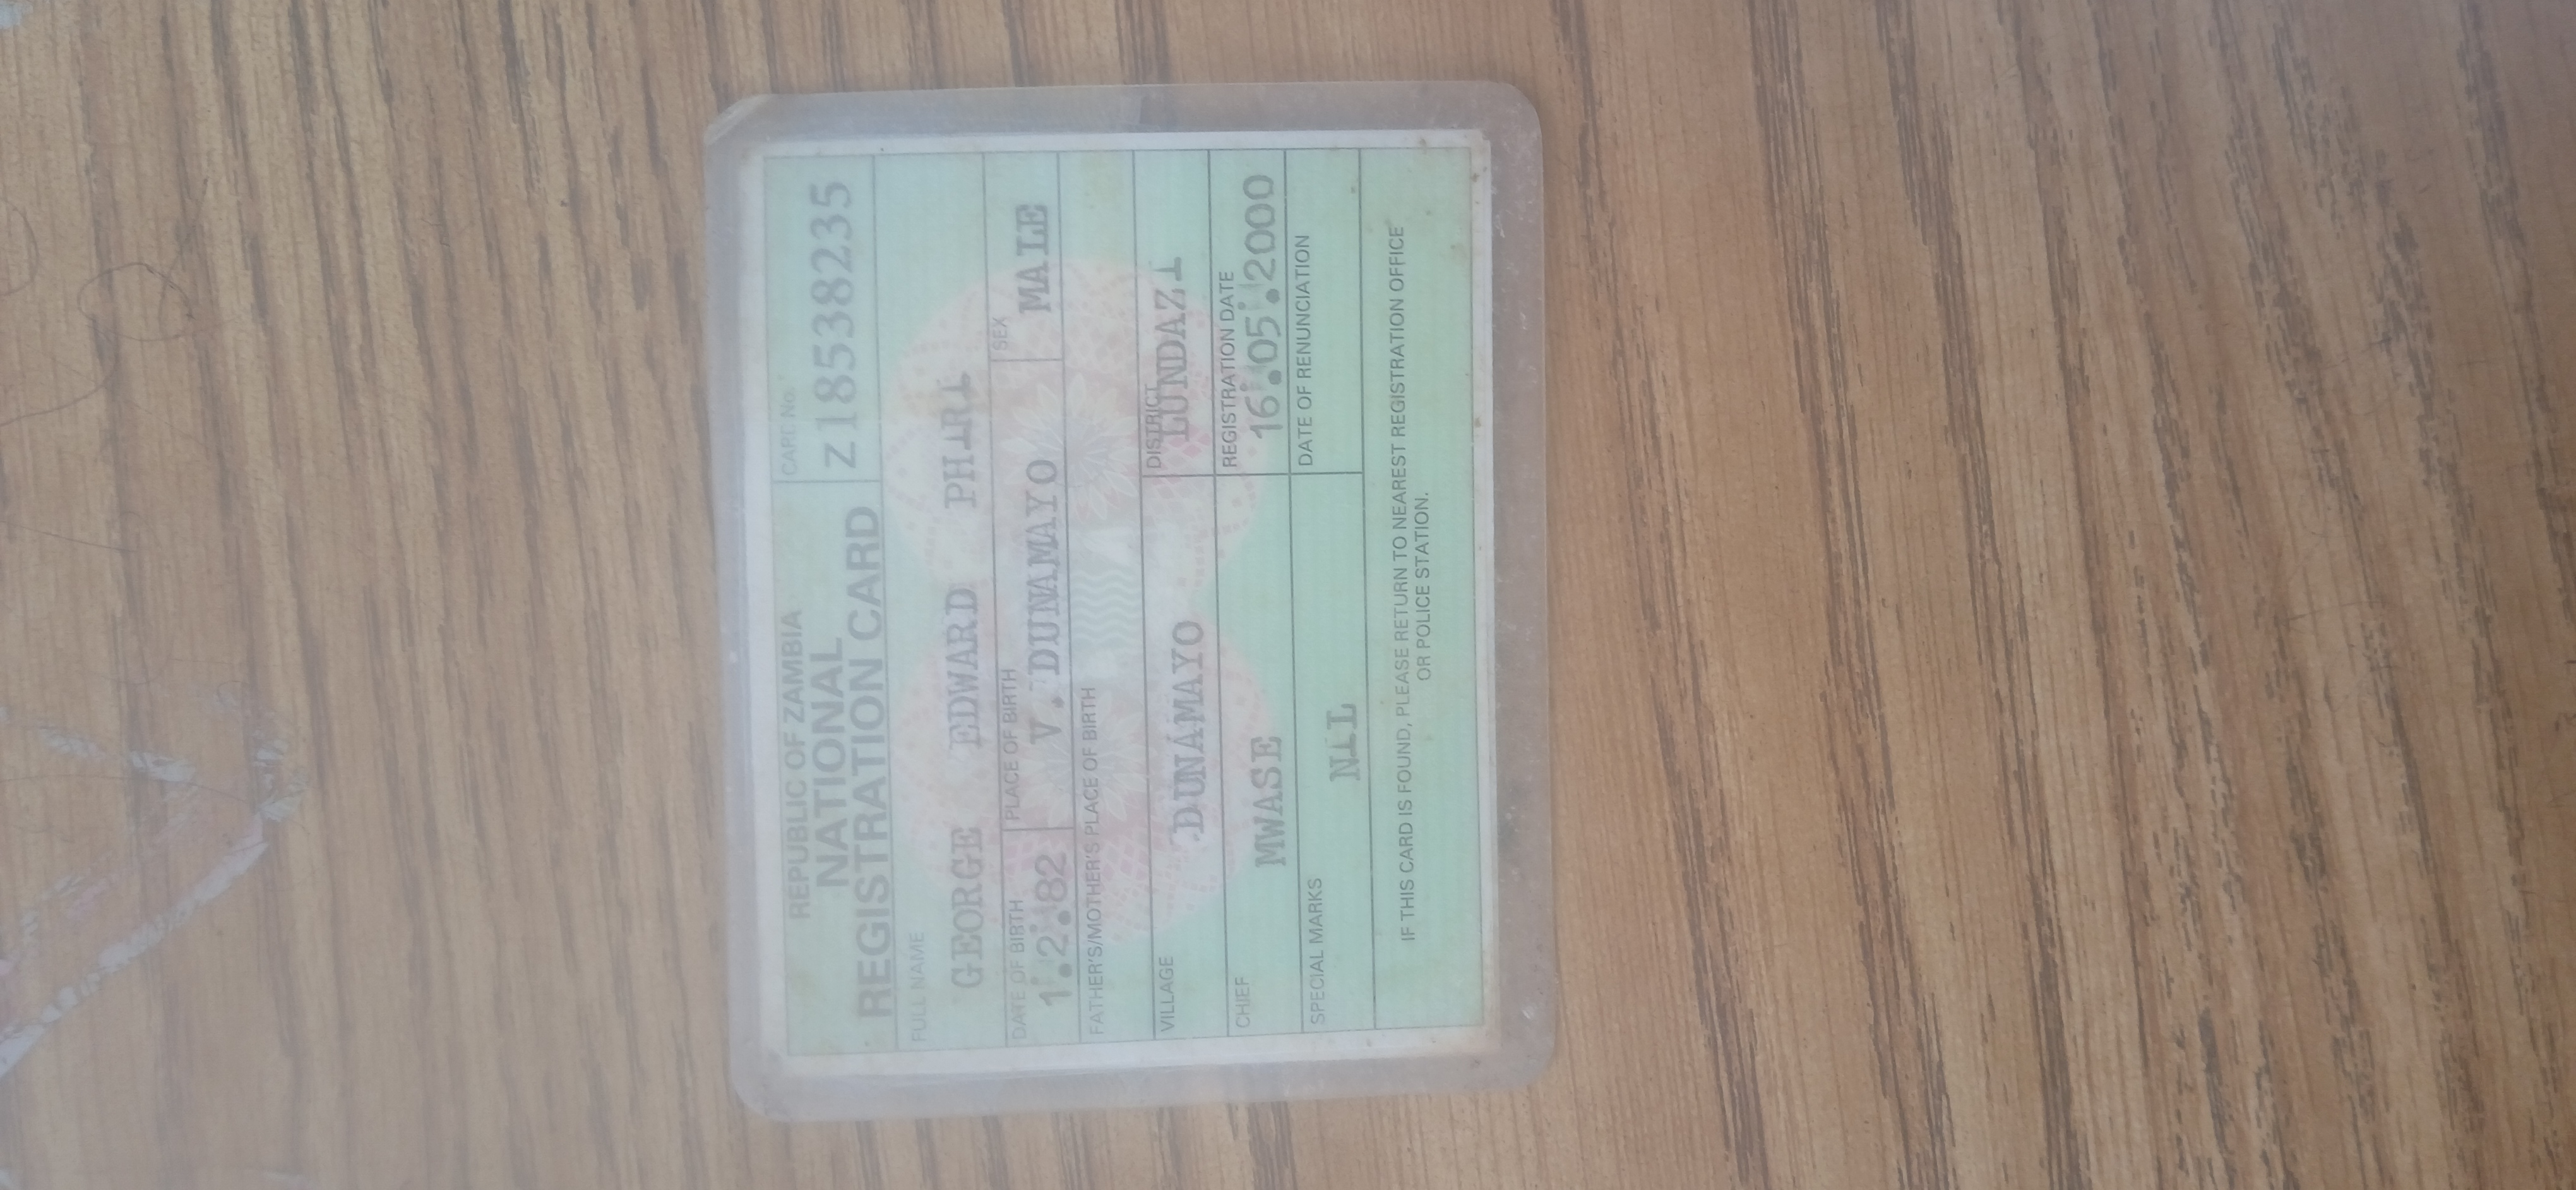 REPUBLIC OF ZAMBIA
NATIONAL
REGISTRATION CARD
CARD No.
Z18538235
FULL NAME
GEORGE EDWARD PHIRI
DATE OF BIRTH
1.2.82
PLACE OF BIRTH
V.DUNAMAYO
SEX
MALE
FATHER'S/MOTHER'S PLACE OF BIRTH
VILLAGE
DUNAMAYO
DISTRICT
LUNDAZI
CHIEF
MWASE
REGISTRATION DATE
16.05.2000
SPECIAL MARKS
NIL
DATE OF RENUNCIATION
IF THIS CARD IS FOUND, PLEASE RETURN TO NEAREST REGISTRATION OFFICE
OR POLICE STATION.